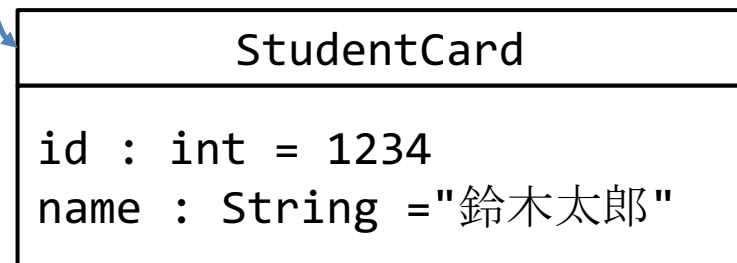 StudentCard
id : int = 1234
name : String ="鈴木太郎"